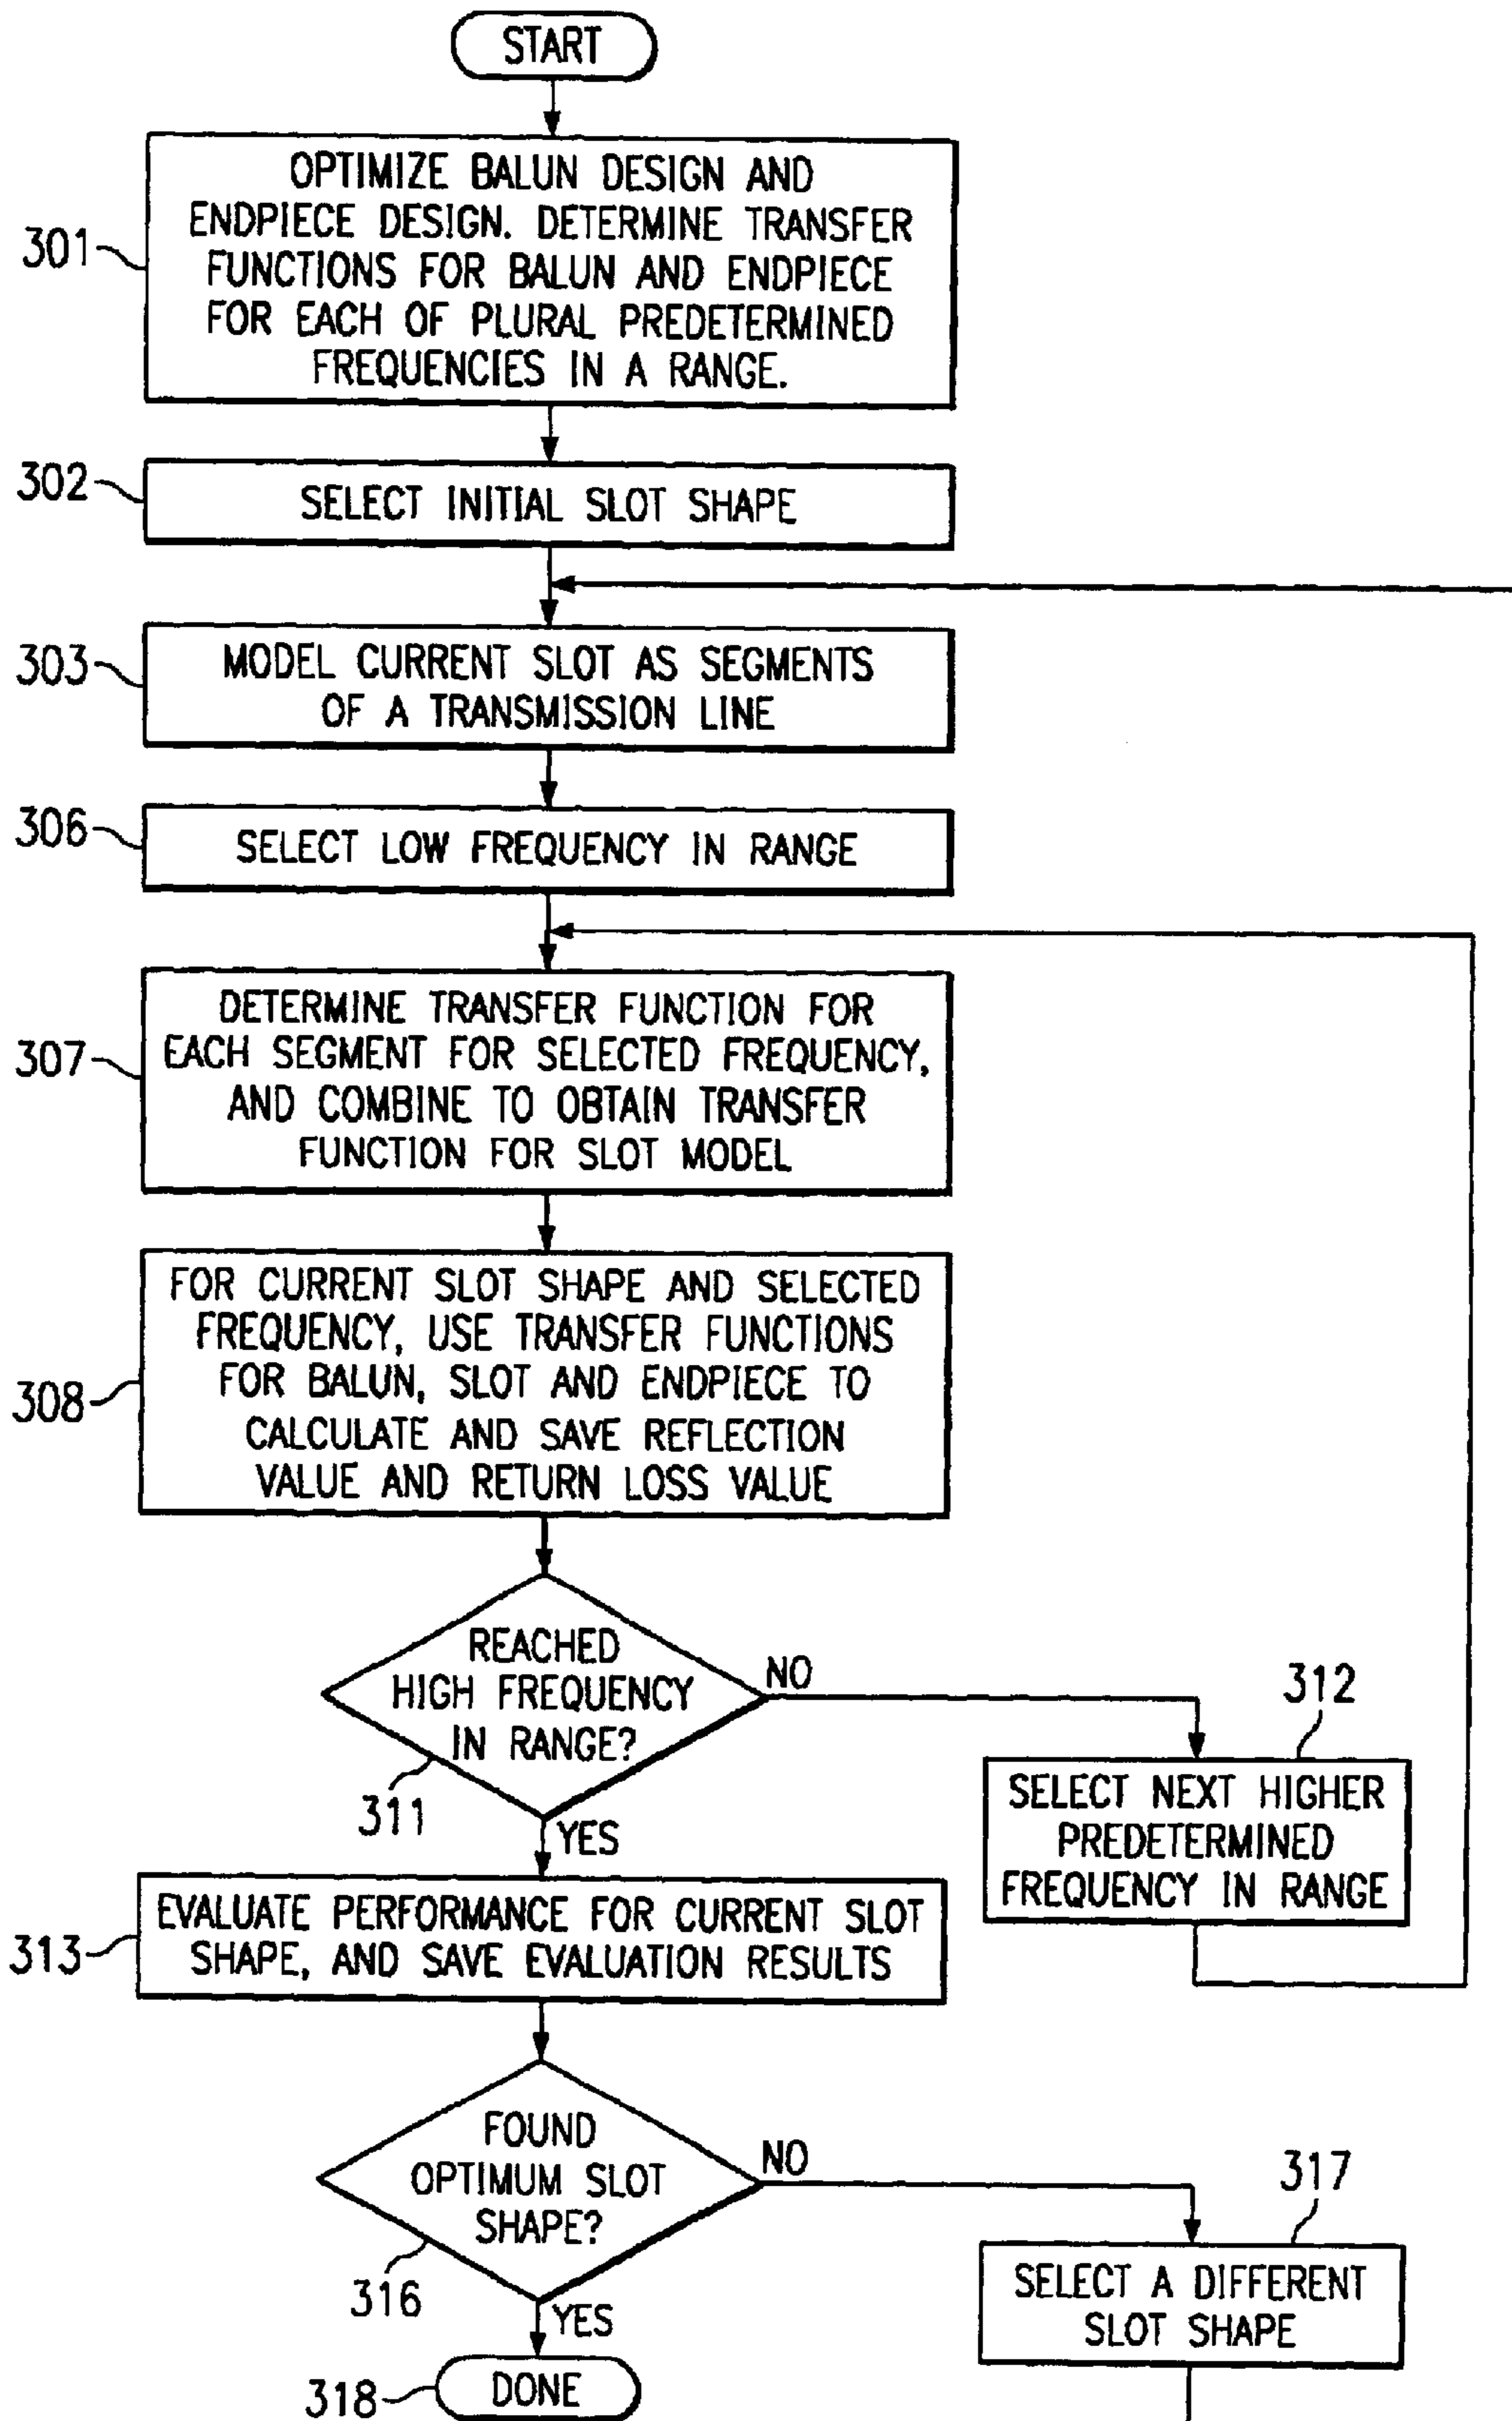 START
301
OPTIMIZE BALUN DESIGN AND
ENDPIECE DESIGN. DETERMINE TRANSFER
FUNCTIONS FOR BALUN AND ENDPIECE
FOR EACH OF PLURAL PREDETERMINED
FREQUENCIES IN A RANGE.
302
SELECT INITIAL SLOT SHAPE
303
MODEL CURRENT SLOT AS SEGMENTS
OF A TRANSMISSION LINE
306
SELECT LOW FREQUENCY IN RANGE
307
DETERMINE TRANSFER FUNCTION FOR
EACH SEGMENT FOR SELECTED FREQUENCY,
AND COMBINE TO OBTAIN TRANSFER
FUNCTION FOR SLOT MODEL
308
FOR CURRENT SLOT SHAPE AND SELECTED
FREQUENCY, USE TRANSFER FUNCTIONS
FOR BALUN, SLOT AND ENDPIECE TO
CALCULATE AND SAVE REFLECTION
VALUE AND RETURN LOSS VALUE
REACHED
HIGH FREQUENCY
IN RANGE?
311
NO
YES
312
SELECT NEXT HIGHER
PREDETERMINED
FREQUENCY IN RANGE
313
EVALUATE PERFORMANCE FOR CURRENT SLOT
SHAPE, AND SAVE EVALUATION RESULTS
FOUND
OPTIMUM SLOT
SHAPE?
316
NO
YES
317
SELECT A DIFFERENT
SLOT SHAPE
318
DONE